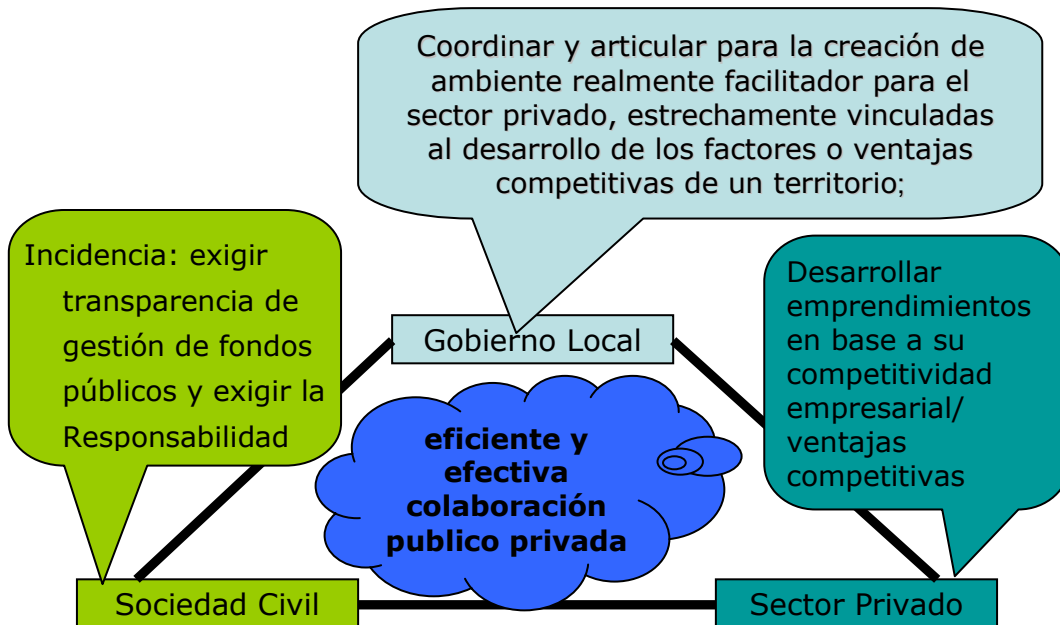 Coordinar y articular para la creación de
ambiente realmente facilitador para el
sector privado, estrechamente vinculadas
al desarrollo de los factores o ventajas
competitivas de un territorio;
Incidencia: exigir
transparencia de
gestión de fondos
públicos y exigir la
Responsabilidad
Desarrollar
emprendimientos
en base a su
competitividad
empresarial/
ventajas
competitivas
Gobierno Local
eficiente y
efectiva
colaboración
publico privada
Sociedad Civil
Sector Privado